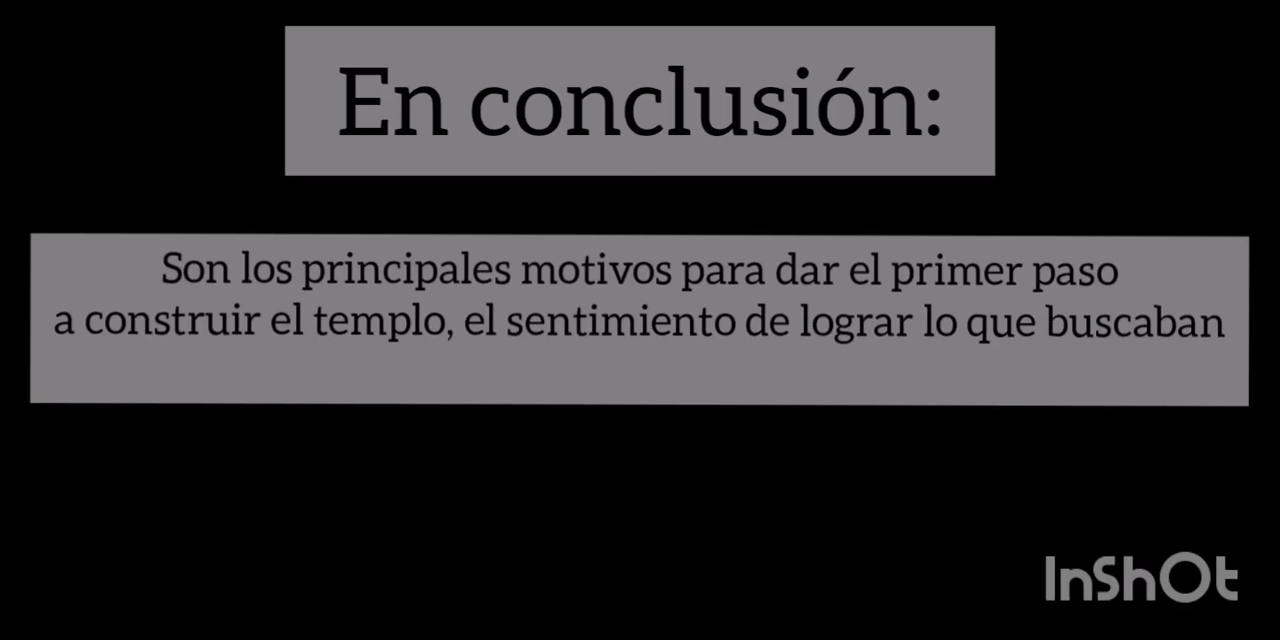 En conclusión:
Son los principales motivos para dar el primer paso
a construir el templo, el sentimiento de lograr lo que buscaban
InShOt